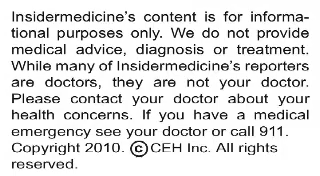 Insidermedicine's content is for informa-
tional purposes only. We do not provide
medical advice, diagnosis or treatment.
While many of Insidermedicine's reporters
are doctors, they are not your doctor.
Please contact your doctor about your
health concerns. If you have a medical
emergency see your doctor or call 911.
Copyright 2010. ©CEH Inc. All rights
reserved.